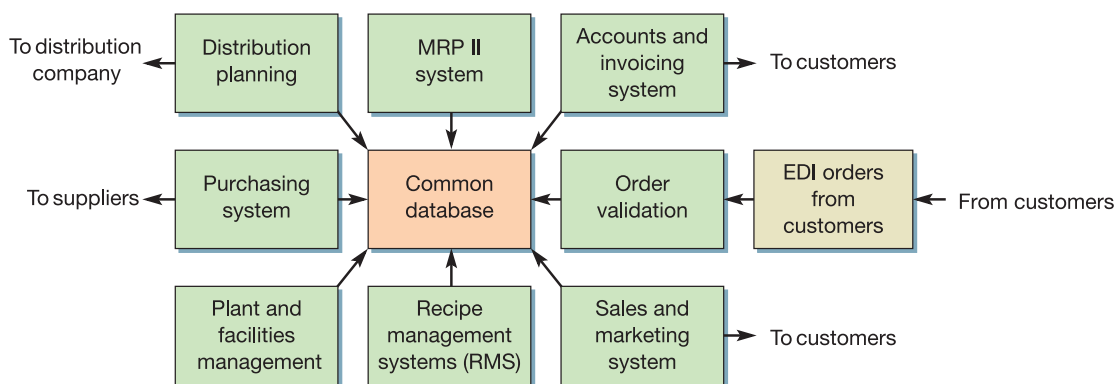 To distribution
company
Distribution
planning
MRP II
system
Accounts and
invoicing
system
To customers
To suppliers
Purchasing
system
Common
database
Order
validation
EDI orders
from
customers
From customers
Plant and
facilities
management
Recipe
management
systems (RMS)
Sales and
marketing
system
To customers